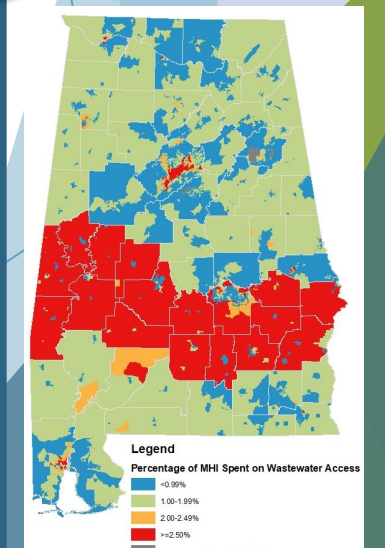 Legend
Percentage of MHI Spent on Wastewater Access
<0.99%
1.00-1.99%
2.00-2.49%
>=2.50%